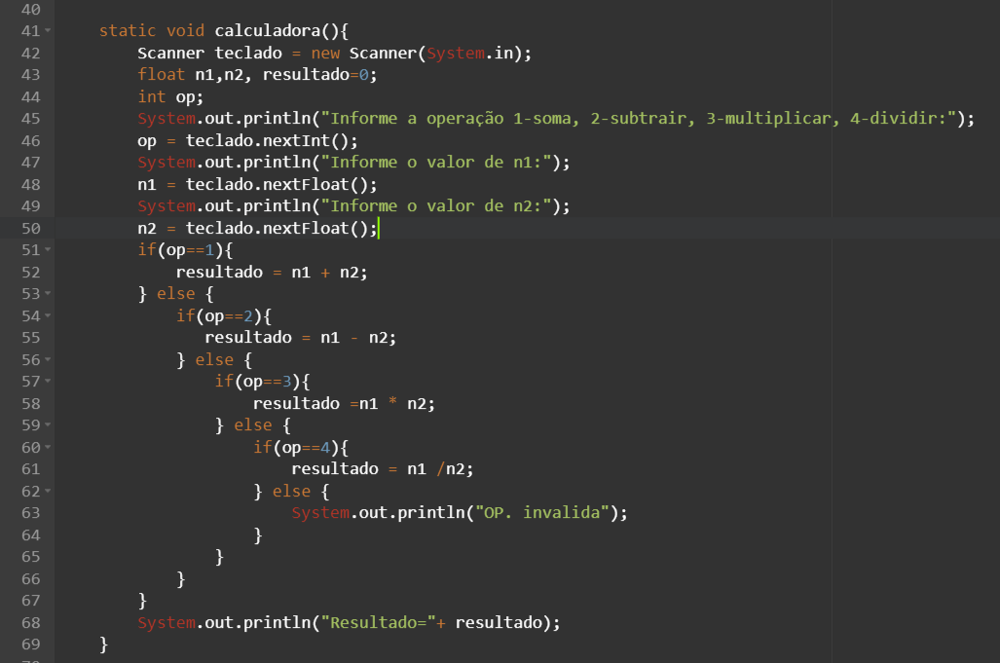 40
41 static void calculadora(){
42 Scanner teclado = new Scanner(System.in);
43 float n1,n2, resultado=0;
44 int op;
45 System.out.println("Informe a operação 1-soma, 2-subtrair, 3-multiplicar, 4-dividir:");
46 op = teclado.nextInt();
47 System.out.println("Informe o valor de n1:");
48 n1 = teclado.nextFloat();
49 System.out.println("Informe o valor de n2:");
50 n2 = teclado.nextFloat();
51 if(op==1){
52 resultado = n1 + n2;
53 } else {
54 if(op==2){
55 resultado = n1 - n2;
56 } else {
57 if(op==3){
58 resultado =n1 * n2;
59 } else {
60 if(op==4){
61 resultado = n1 /n2;
62 } else {
63 System.out.println("OP. invalida");
64 }
65 }
66 }
67 }
68 System.out.println("Resultado="+ resultado);
69 }